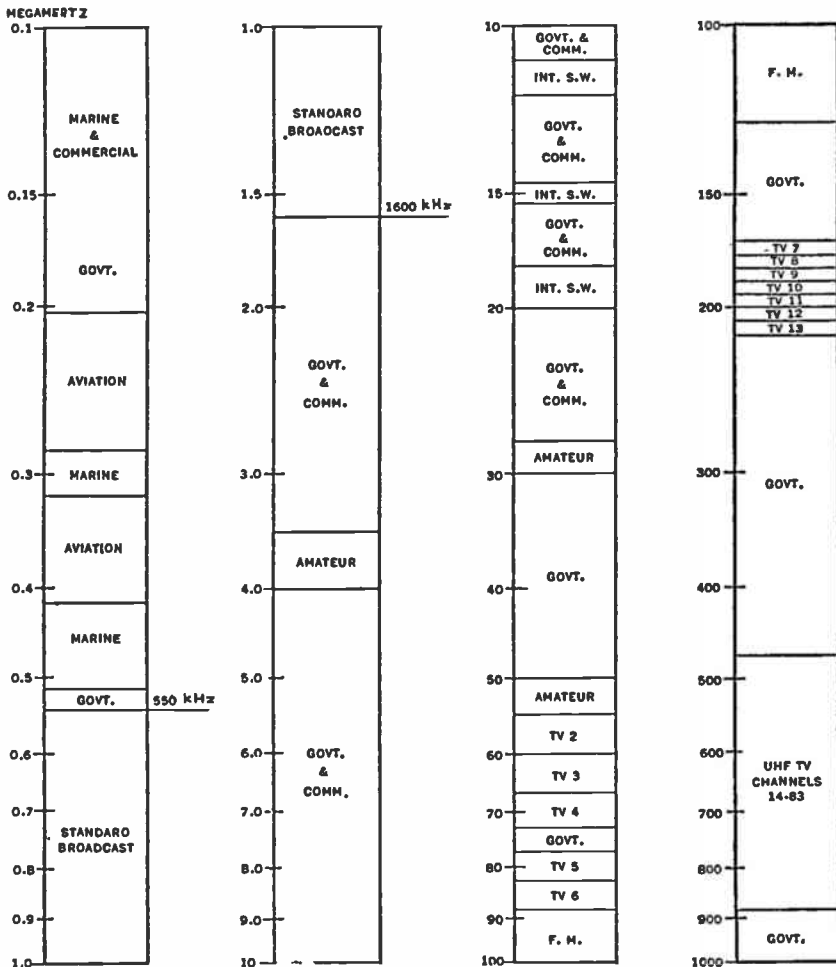 MEGAHERTZ
0.1
MARINE
&
COMMERCIAL
0.15
GOVT.
0.2
AVIATION
0.3
MARINE
AVIATION
0.4
MARINE
0.5
GOVT.
550 kHz
0.6
0.7
STANDARO
BROADCAST
0.8
0.9
1.0
1.0
STANOARO
BROAOCAST
1.5
1600 kHz
2.0
GOVT.
&
COMM.
3.0
AMATEUR
4.0
5.0
6.0
GOVT.
&
COMM.
7.0
8.0
9.0
10
10
GOVT. &
COMM.
INT. S.W.
GOVT.
&
COMM.
15
INT. S.W.
GOVT.
&
COMM.
INT. S.W.
20
GOVT.
&
COMM.
AMATEUR
30
GOVT.
40
50
AMATEUR
TV 2
60
TV 3
70
TV 4
GOVT.
80
TV 5
TV 6
90
F. M.
100
100
F. M.
150
GOVT.
TV 7
TV 8
TV 9
TV 10
TV 11
200
TV 12
TV 13
300
GOVT.
400
500
600
UHF TV
CHANNELS
14-83
700
800
900
GOVT.
1000